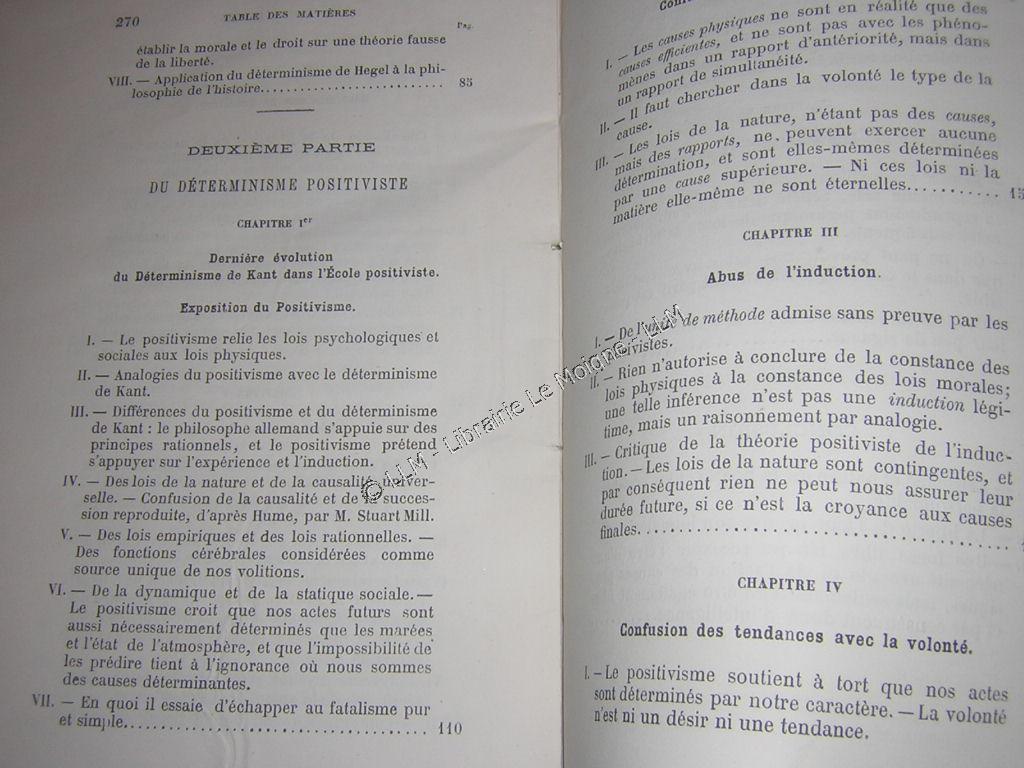 270 TABLE DES MATIÈRES
Pag.
établir la morale et le droit sur une théorie fausse
de la liberté.
VIII. — Application du déterminisme de Hegel à la phi-
losophie de l'histoire........................... 85
DEUXIÈME PARTIE
DU DÉTERMINISME POSITIVISTE
CHAPITRE Ier
Dernière évolution
du Déterminisme de Kant dans l'École positiviste.
Exposition du Positivisme.
I. — Le positivisme relie les lois psychologiques et
sociales aux lois physiques.
II. — Analogies du positivisme avec le déterminisme
de Kant.
III. — Différences du positivisme et du déterminisme
de Kant : le philosophe allemand s'appuie sur des
principes rationnels, et le positivisme prétend
s'appuyer sur l'expérience et l'induction.
IV. — Des lois de la nature et de la causalité univer-
selle. — Confusion de la causalité et de la succes-
sion reproduite, d'après Hume, par M. Stuart Mill.
V. — Des lois empiriques et des lois rationnelles. —
Des fonctions cérébrales considérées comme
source unique de nos volitions.
VI. — De la dynamique et de la statique sociale. —
Le positivisme croit que nos actes futurs sont
aussi nécessairement déterminés que les marées
et l'état de l'atmosphère, et que l'impossibilité de
les prédire tient à l'ignorance où nous sommes
des causes déterminantes.
VII. — En quoi il essaie d'échapper au fatalisme pur
et simple....................................... 110
I. — Les causes physiques ne sont en réalité que des
causes efficientes, et ne sont pas avec les phéno-
mènes dans un rapport d'antériorité, mais dans
un rapport de simultanéité.
II. — Il faut chercher dans la volonté le type de la
cause.
III. — Les lois de la nature, n'étant pas des causes,
mais des rapports, ne peuvent exercer aucune
détermination, et sont elles-mêmes déterminées
par une cause supérieure. — Ni ces lois ni la
matière elle-même ne sont éternelles...........
CHAPITRE III
Abus de l'induction.
I. — De l' de méthode admise sans preuve par les
positivistes.
II. — Rien n'autorise à conclure de la constance des
lois physiques à la constance des lois morales;
une telle inférence n'est pas une induction légi-
time, mais un raisonnement par analogie.
III. — Critique de la théorie positiviste de l'induc-
tion. — Les lois de la nature sont contingentes, et
par conséquent rien ne peut nous assurer leur
durée future, si ce n'est la croyance aux causes
finales.......................................
CHAPITRE IV
Confusion des tendances avec la volonté.
I. — Le positivisme soutient à tort que nos actes
sont déterminés par notre caractère. — La volonté
n'est ni un désir ni une tendance.
© LLM - Librairie Le Moigne - LLM